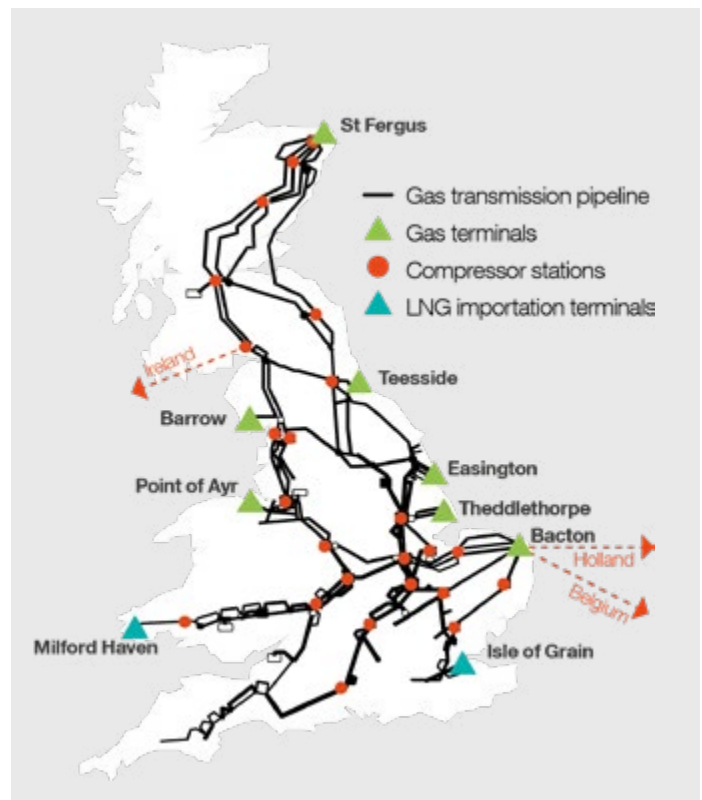 St Fergus
Gas transmission pipeline
Gas terminals
Compressor stations
LNG importation terminals
Ireland
Teesside
Barrow
Easington
Point of Ayr
Theddlethorpe
Bacton
Holland
Belgium
Milford Haven
Isle of Grain